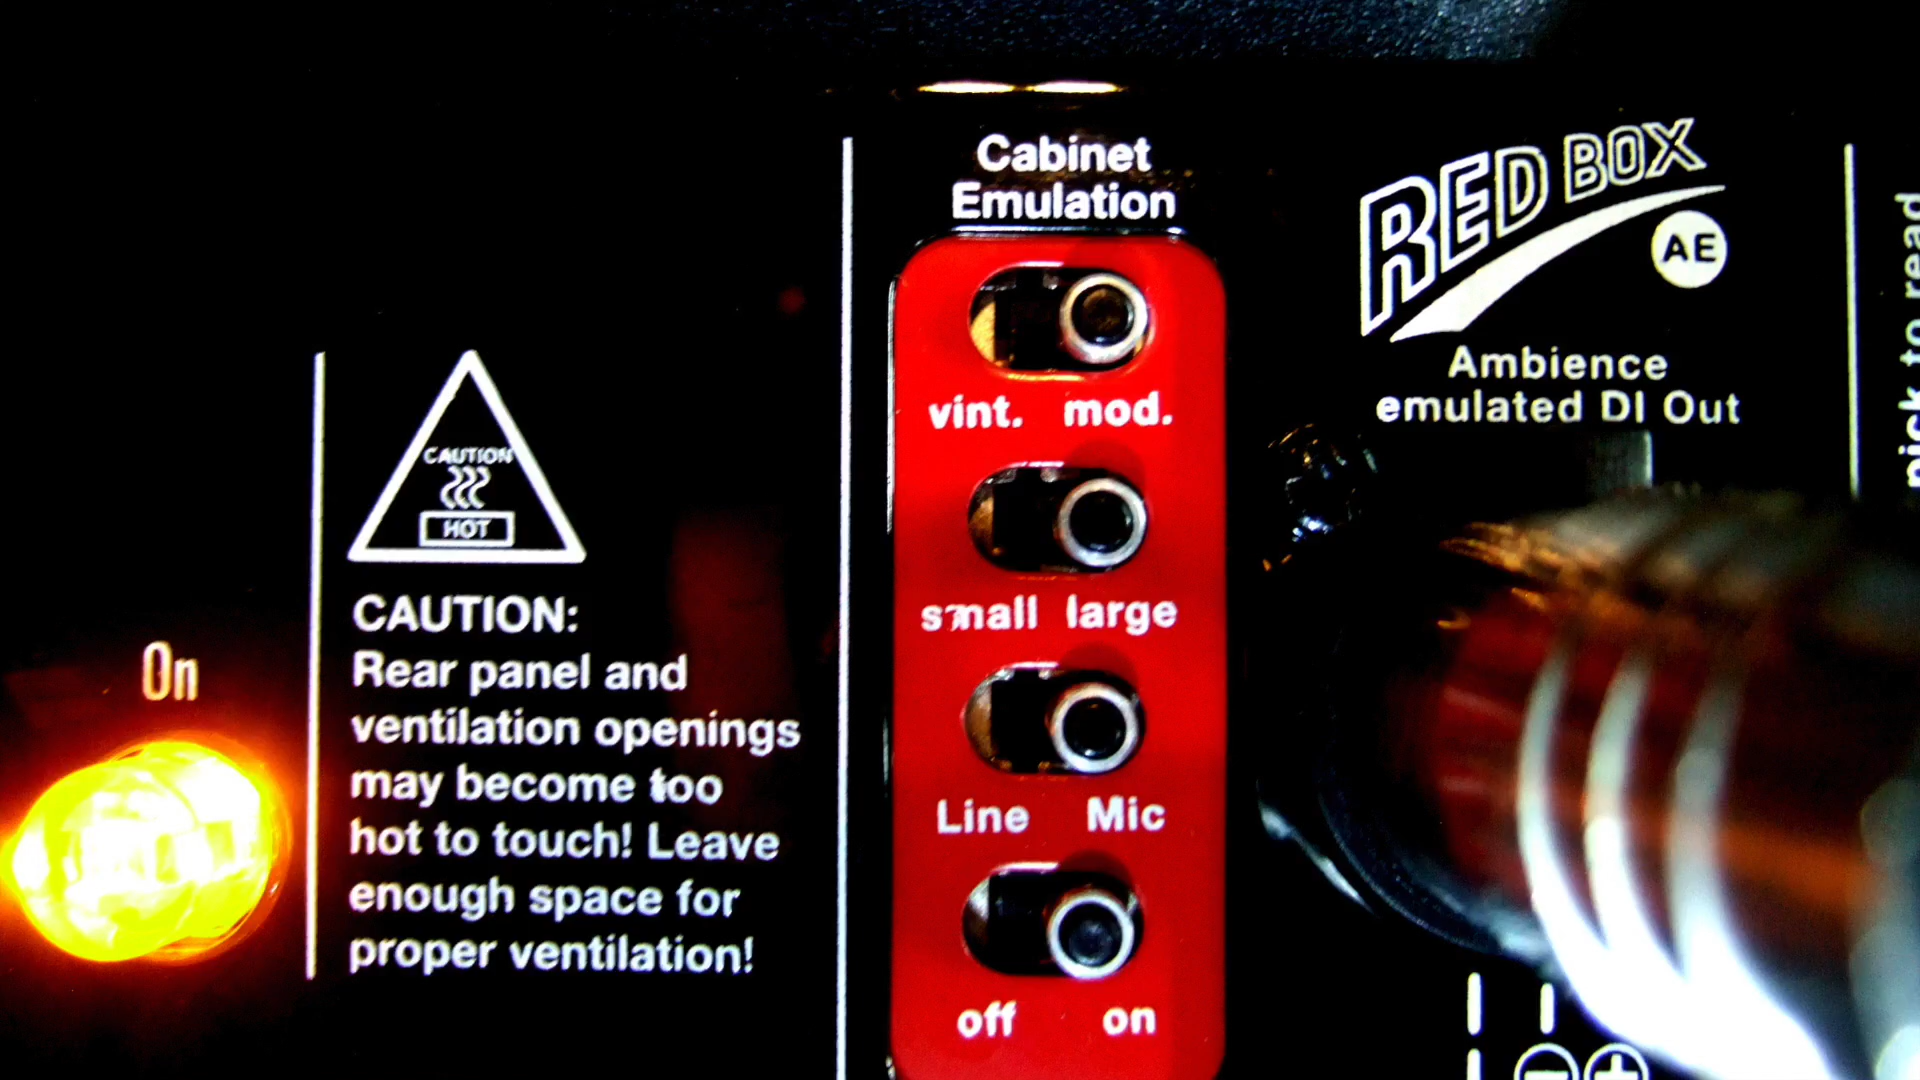 On
CAUTION
HOT
CAUTION:
Rear panel and
ventilation openings
may become too
hot to touch! Leave
enough space for
proper ventilation!
Cabinet
Emulation
vint. mod.
small large
Line Mic
off on
RED BOX
AE
Ambience
emulated DI Out
to read